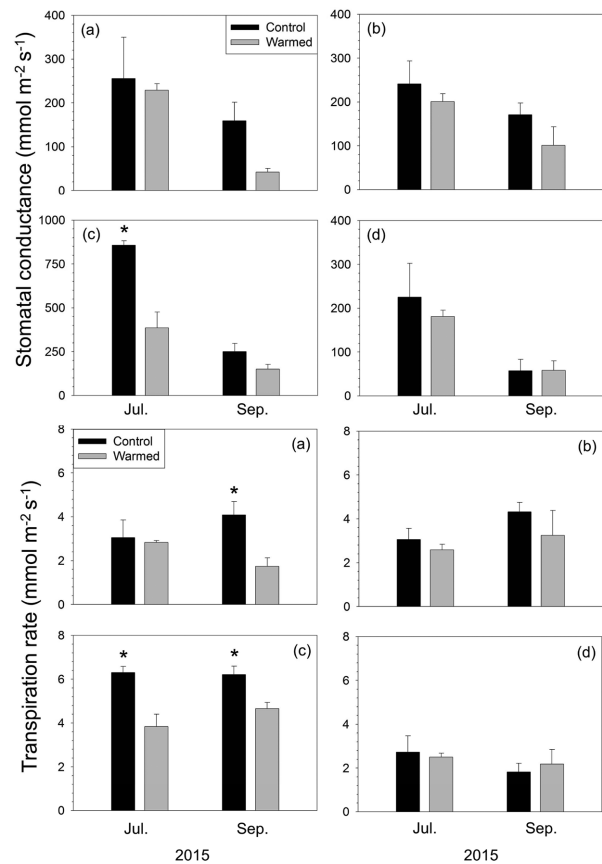 (a)
Control
Warmed
400
300
200
100
0
(b)
400
300
200
100
0
Stomatal conductance (mmol m⁻² s⁻¹)
(c)
*
1000
750
500
250
0
Jul. Sep.
(d)
400
300
200
100
0
Jul. Sep.
Control
Warmed
(a)
*
8
6
4
2
0
(b)
8
6
4
2
0
Transpiration rate (mmol m⁻² s⁻¹)
* * (c)
8
6
4
2
0
Jul. Sep.
2015
(d)
8
6
4
2
0
Jul. Sep.
2015